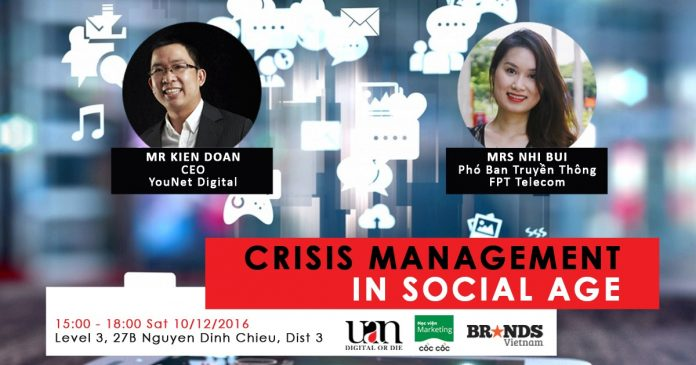 MR KIEN DOAN
CEO
YouNet Digital
MRS NHI BUI
Phó Ban Truyền Thông
FPT Telecom
CRISIS MANAGEMENT
IN SOCIAL AGE
15:00 - 18:00 Sat 10/12/2016
Level 3, 27B Nguyen Dinh Chieu, Dist 3
uan
DIGITAL OR DIE
Học viện
Marketing
CỐC CỐC
BRANDS
Vietnam